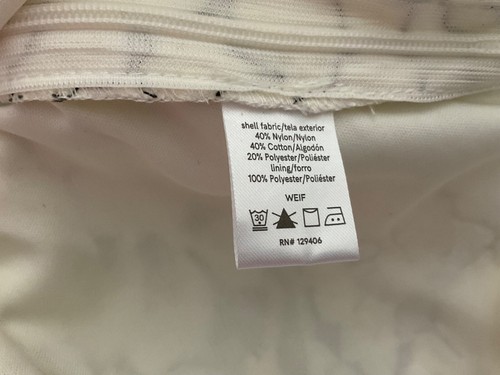 shell fabric/tela exterior
40% Nylon/Nylon
40% Cotton/Algodón
20% Polyester/Poliéster
lining/forro
100% Polyester/Poliéster
WEIF
30
RN# 129406